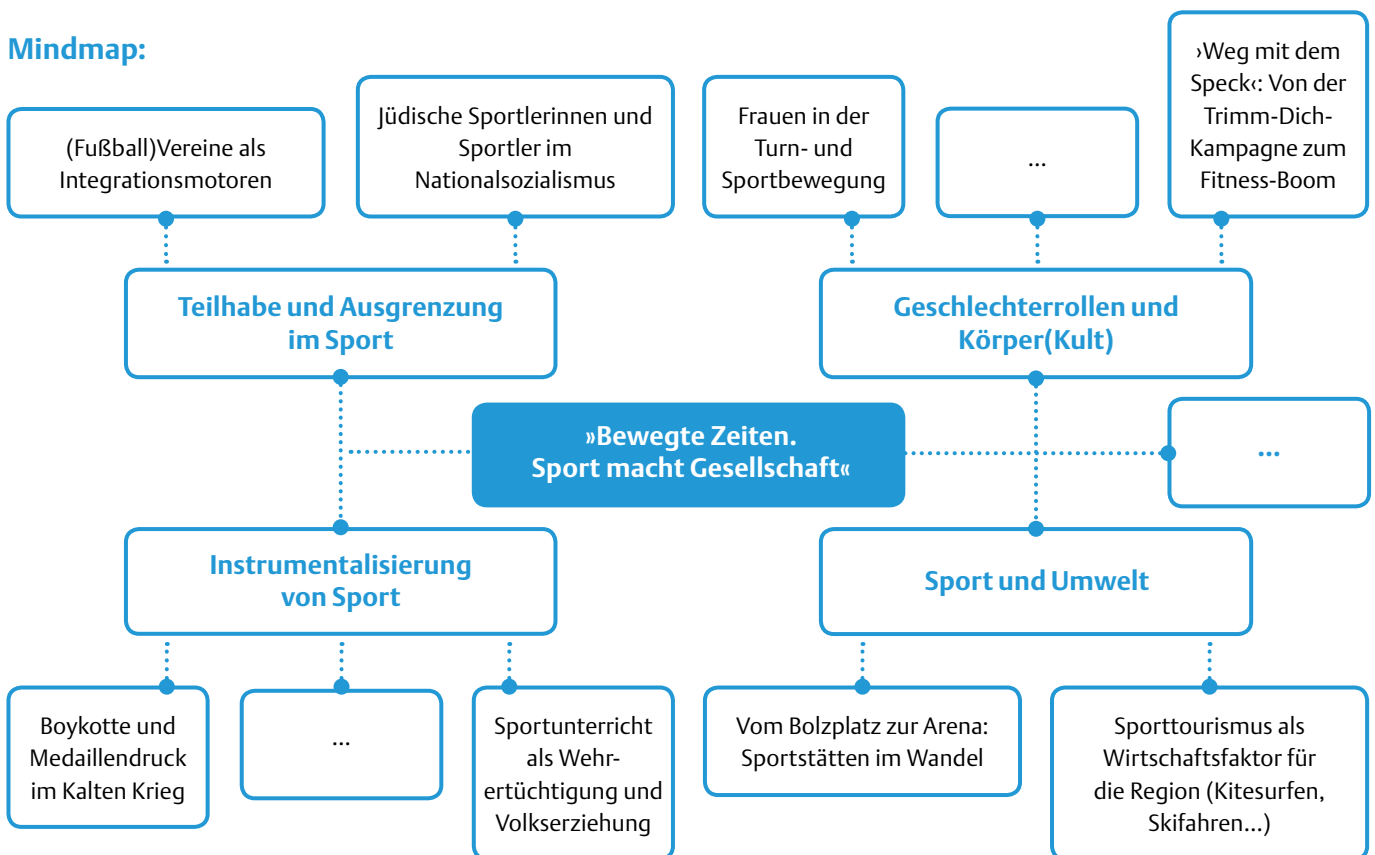 Mindmap:
(Fußball)Vereine als
Integrationsmotoren
Jüdische Sportlerinnen und
Sportler im
Nationalsozialismus
Frauen in der
Turn- und
Sportbewegung
...
›Weg mit dem
Speck‹: Von der
Trimm-Dich-
Kampagne zum
Fitness-Boom
Teilhabe und Ausgrenzung
im Sport
Geschlechterrollen und
Körper(Kult)
»Bewegte Zeiten.
Sport macht Gesellschaft«
...
Instrumentalisierung
von Sport
Sport und Umwelt
Boykotte und
Medaillendruck
im Kalten Krieg
...
Sportunterricht
als Wehr-
ertüchtigung und
Volkserziehung
Vom Bolzplatz zur Arena:
Sportstätten im Wandel
Sporttourismus als
Wirtschaftsfaktor für
die Region (Kitesurfen,
Skifahren...)